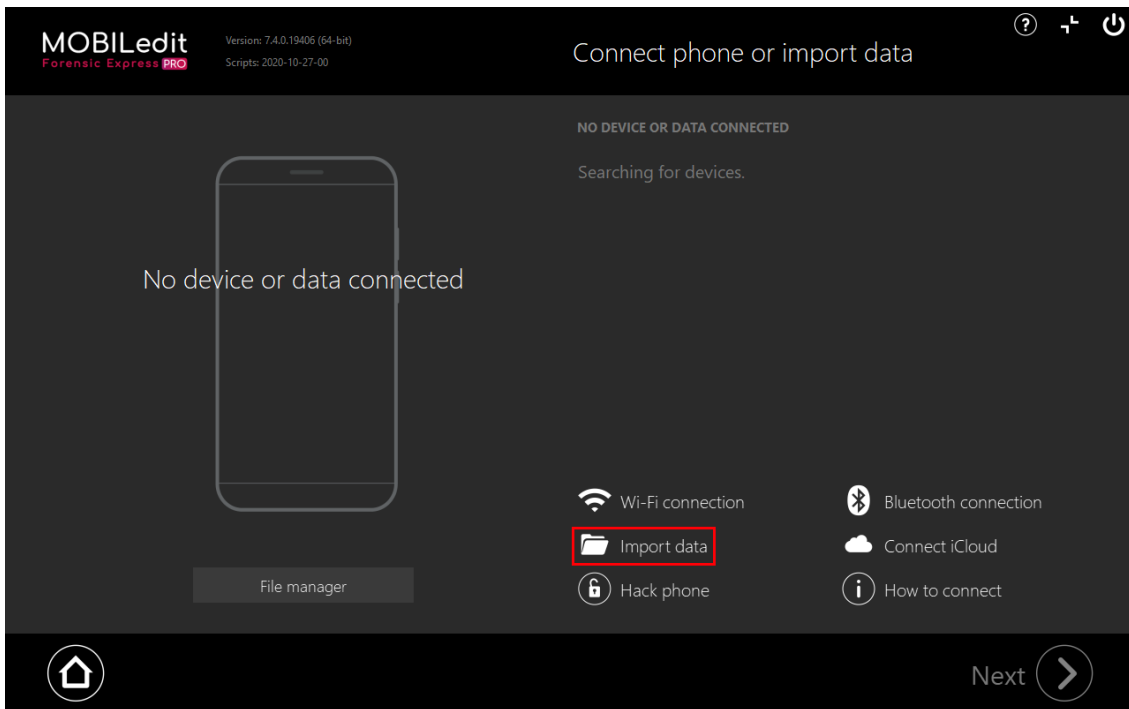 MOBILedit
Forensic Express PRO
Version: 7.4.0.19406 (64-bit)
Scripts: 2020-10-27-00
Connect phone or import data
?
NO DEVICE OR DATA CONNECTED
Searching for devices.
No device or data connected
Wi-Fi connection
Bluetooth connection
Import data
Connect iCloud
Hack phone
i How to connect
File manager
Next